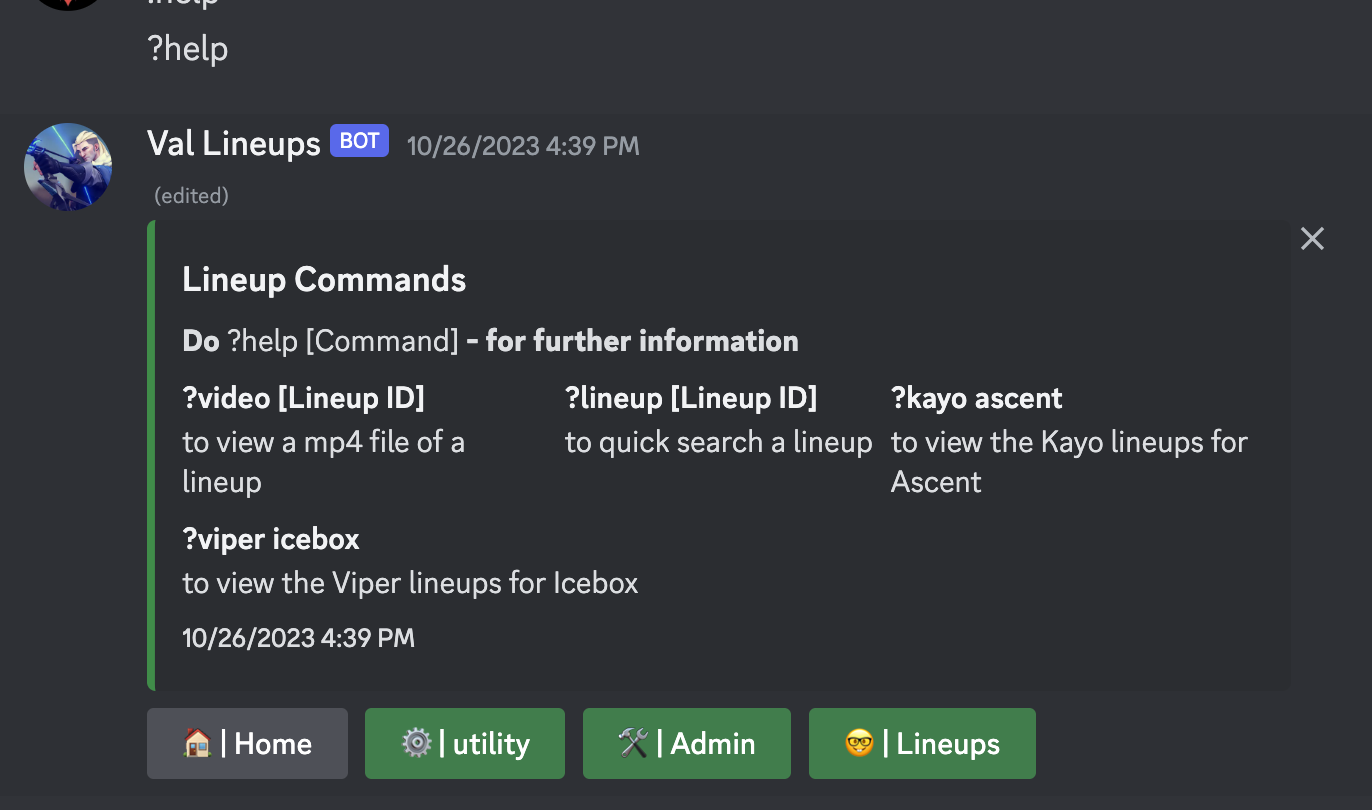 ?help
Val Lineups BOT 10/26/2023 4:39 PM
(edited)
Lineup Commands
Do ?help [Command] - for further information
?video [Lineup ID]
to view a mp4 file of a
lineup
?lineup [Lineup ID]
to quick search a lineup
?kayo ascent
to view the Kayo lineups for
Ascent
?viper icebox
to view the Viper lineups for Icebox
10/26/2023 4:39 PM
| Home
| utility
| Admin
| Lineups